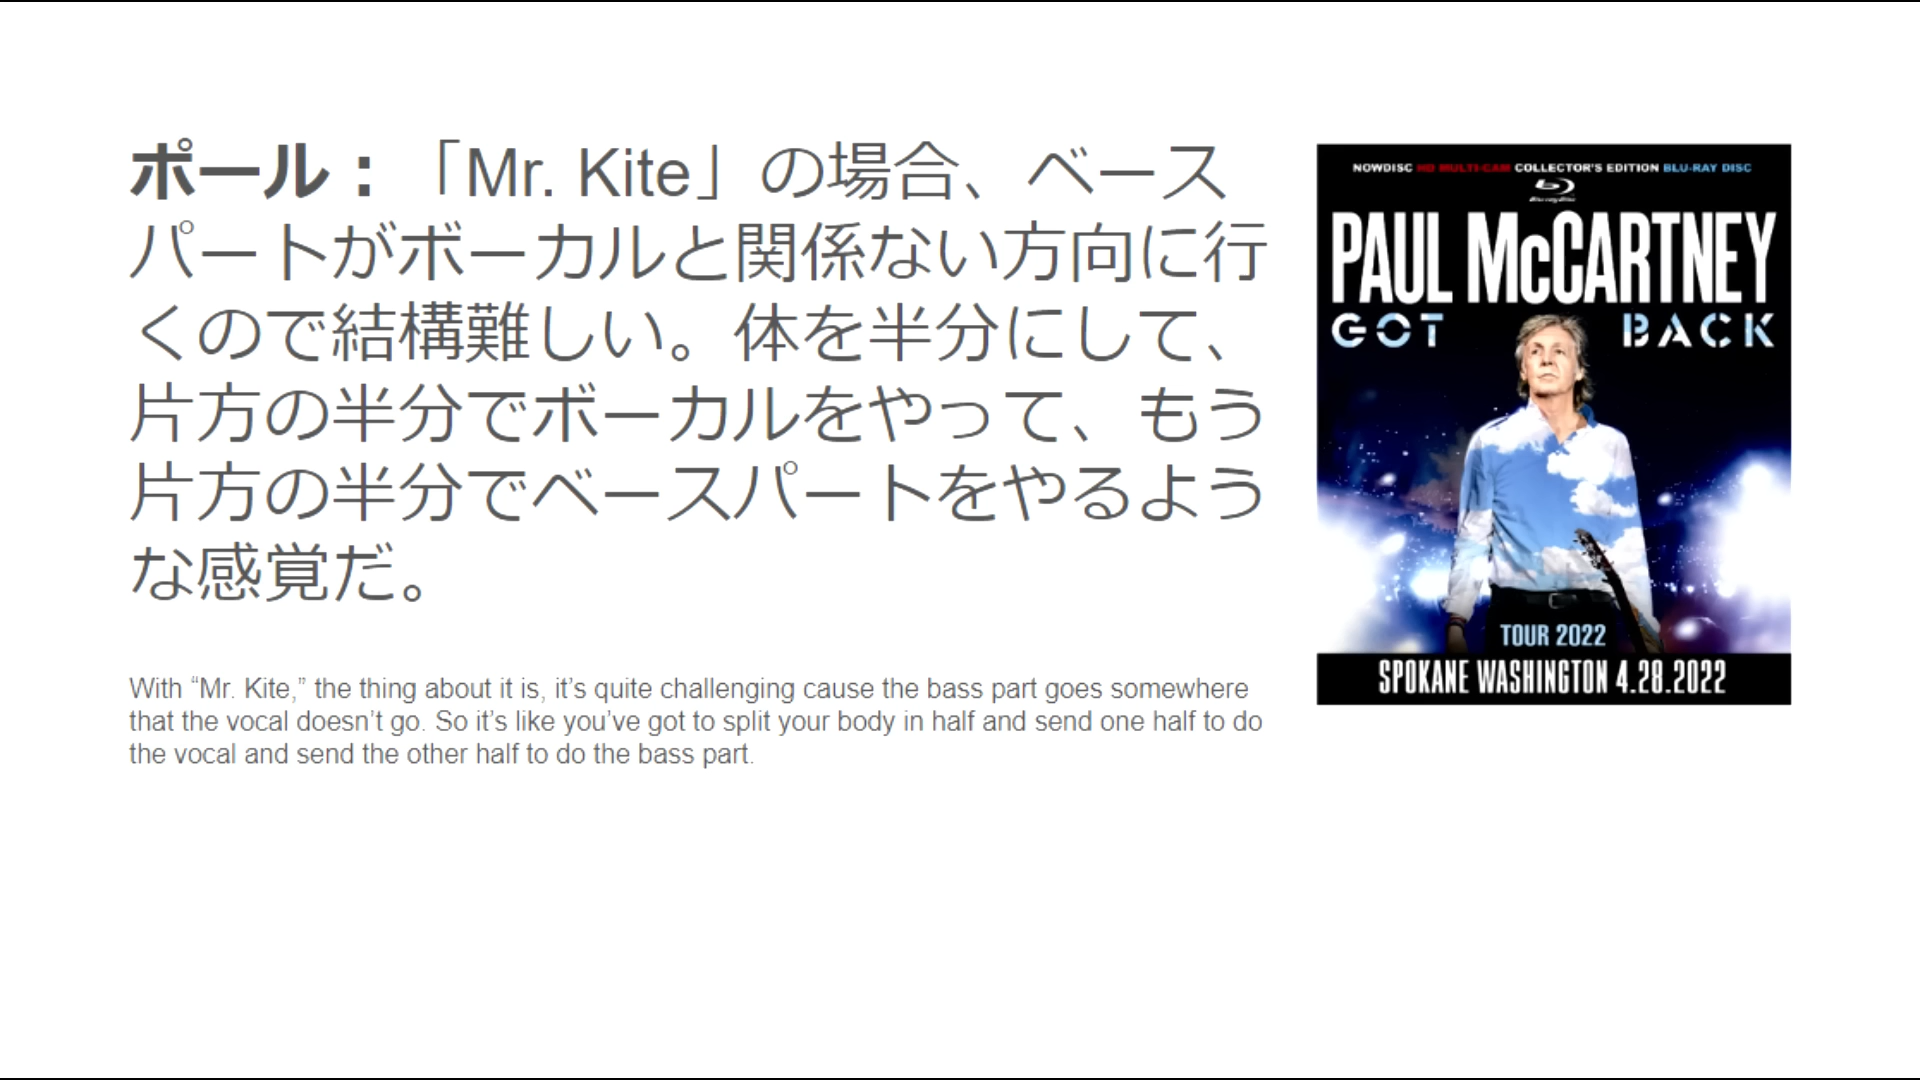 ポール：「Mr. Kite」の場合、ベース
パートがボーカルと関係ない方向に行
くので結構難しい。体を半分にして、
片方の半分でボーカルをやって、もう
片方の半分でベースパートをやるよう
な感覚だ。
With “Mr. Kite,” the thing about it is, it’s quite challenging cause the bass part goes somewhere
that the vocal doesn’t go. So it’s like you’ve got to split your body in half and send one half to do
the vocal and send the other half to do the bass part.
NOWDISC HD MULTI-CAM COLLECTOR'S EDITION BLU-RAY DISC
Blu-ray Disc
PAUL McCARTNEY
GOT BACK
TOUR 2022
SPOKANE WASHINGTON 4.28.2022